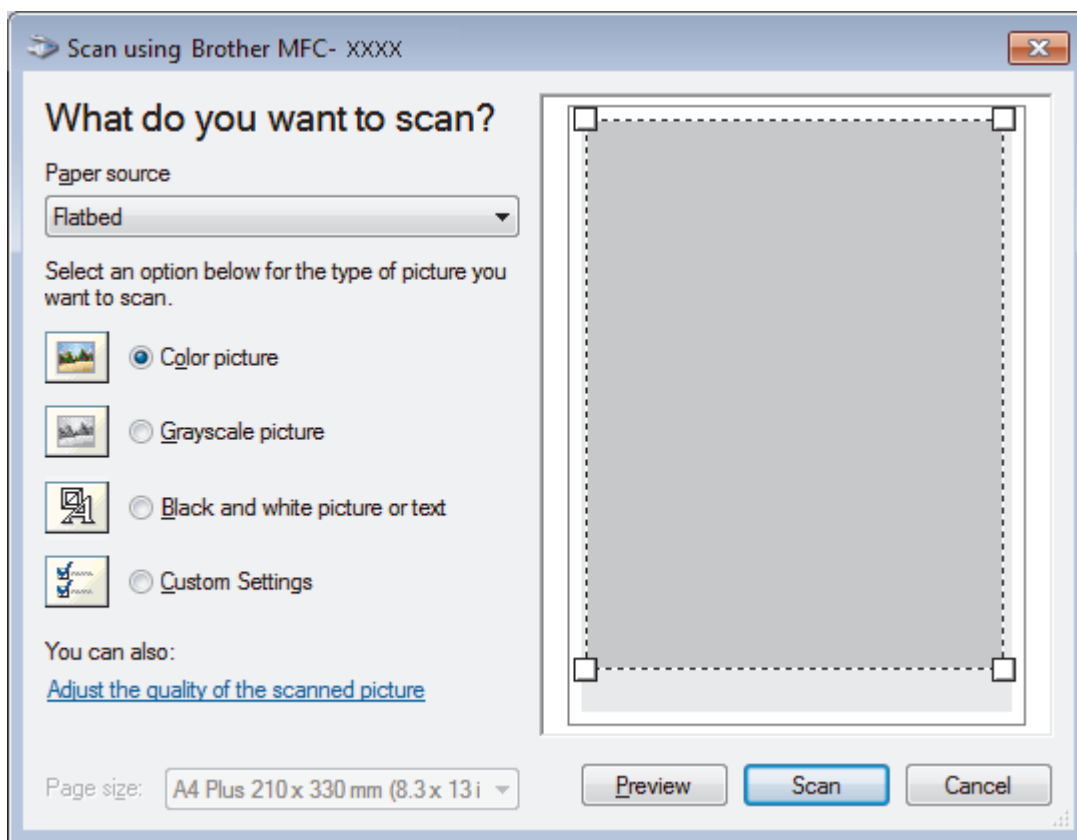 Scan using Brother MFC- XXXX
What do you want to scan?
Paper source
Flatbed
Select an option below for the type of picture you
want to scan.
Color picture
Grayscale picture
Black and white picture or text
Custom Settings
You can also:
Adjust the quality of the scanned picture
Page size: A4 Plus 210 x 330 mm (8.3 x 13 i
Preview Scan Cancel